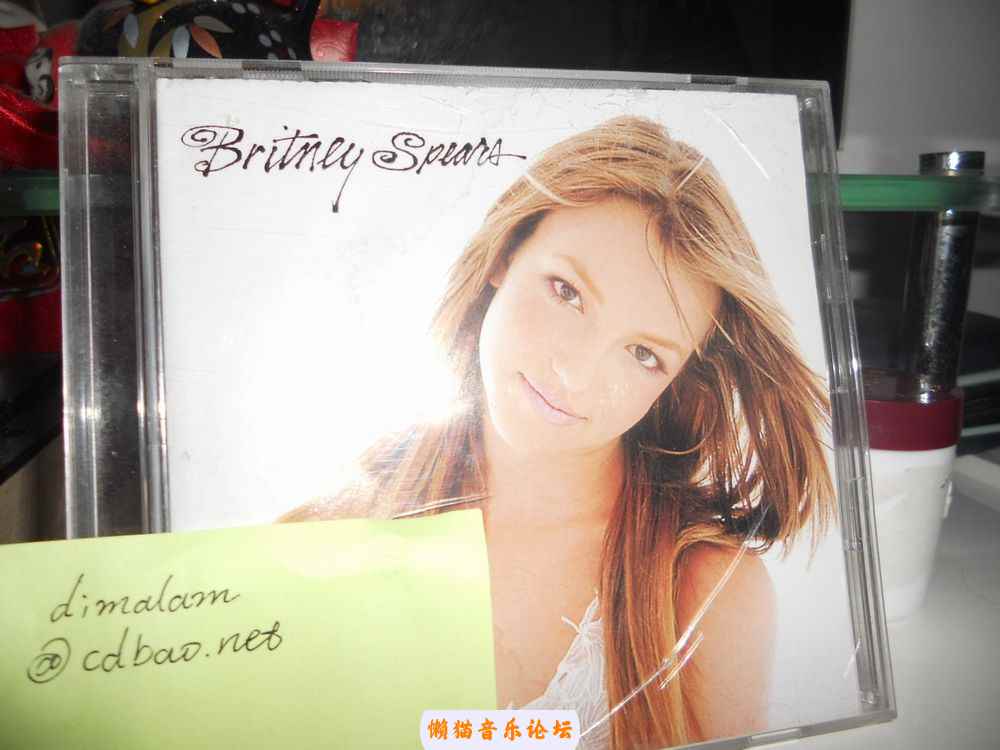 Britney Spears
dimalam
@cdbao.net
懒猫音乐论坛